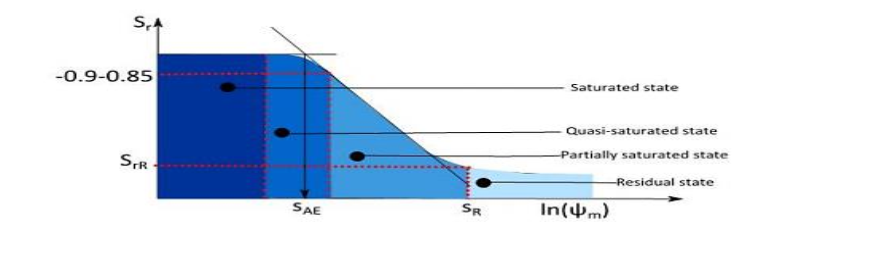 Sᵣ
-0.9-0.85
Saturated state
Quasi-saturated state
Partially saturated state
SᵣR
Residual state
sAE
sR
ln(ψₘ)